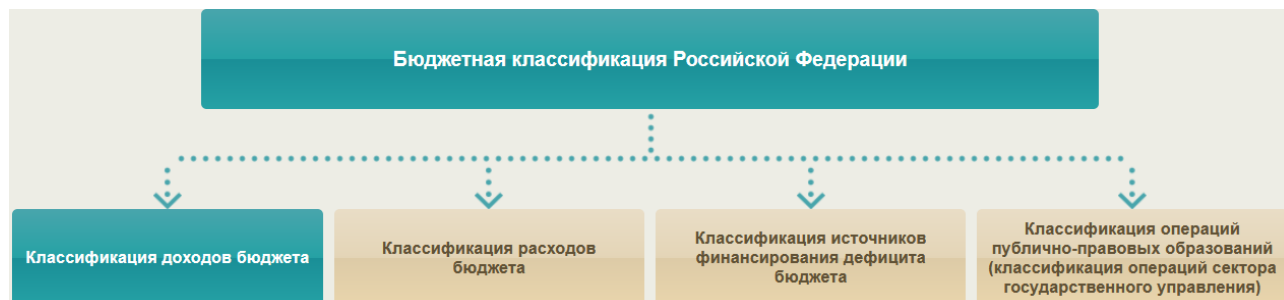 Бюджетная классификация Российской Федерации
Классификация доходов бюджета
Классификация расходов
бюджета
Классификация источников
финансирования дефицита
бюджета
Классификация операций
публично-правовых образований
(классификация операций сектора
государственного управления)